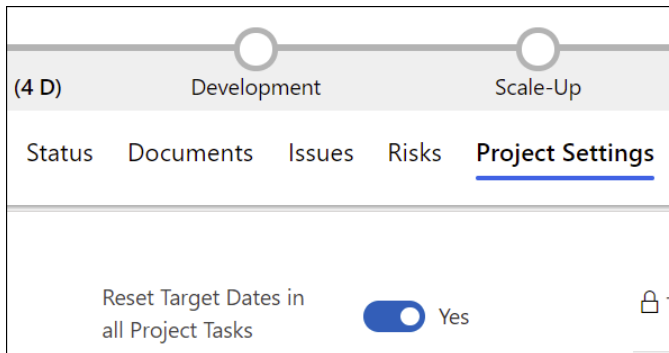 (4 D) Development Scale-Up
Status Documents Issues Risks Project Settings
Reset Target Dates in
all Project Tasks
Yes